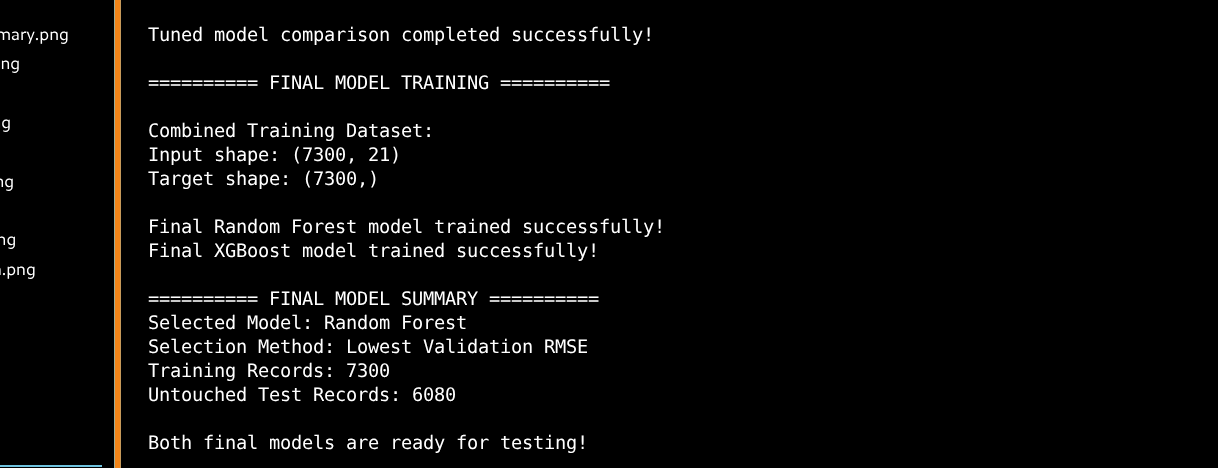 mary.png
ng
g
ng
ng
.png
Tuned model comparison completed successfully!
========== FINAL MODEL TRAINING ==========
Combined Training Dataset:
Input shape: (7300, 21)
Target shape: (7300,)
Final Random Forest model trained successfully!
Final XGBoost model trained successfully!
========== FINAL MODEL SUMMARY ==========
Selected Model: Random Forest
Selection Method: Lowest Validation RMSE
Training Records: 7300
Untouched Test Records: 6080
Both final models are ready for testing!